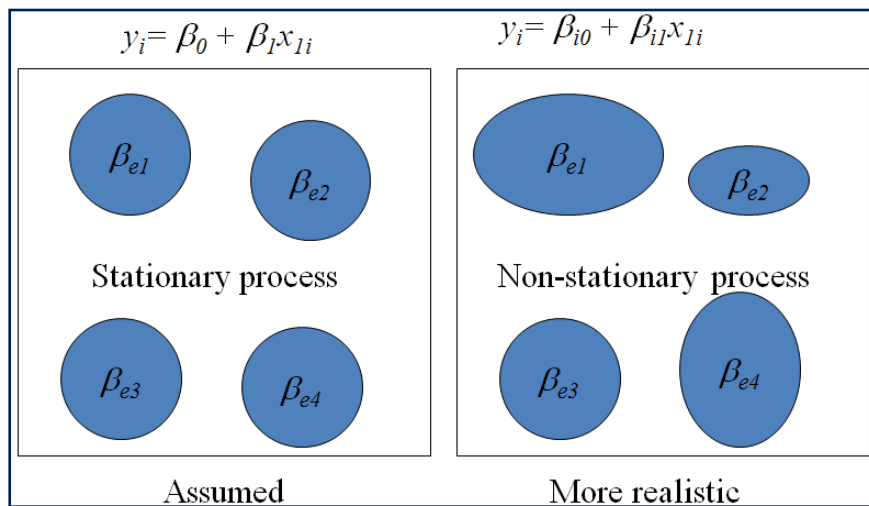 yᵢ= β₀ + β₁x₁ᵢ
βₑ₁
βₑ₂
Stationary process
βₑ₃
βₑ₄
Assumed
yᵢ= βᵢ₀ + βᵢ₁x₁ᵢ
βₑ₁
βₑ₂
Non-stationary process
βₑ₃
βₑ₄
More realistic